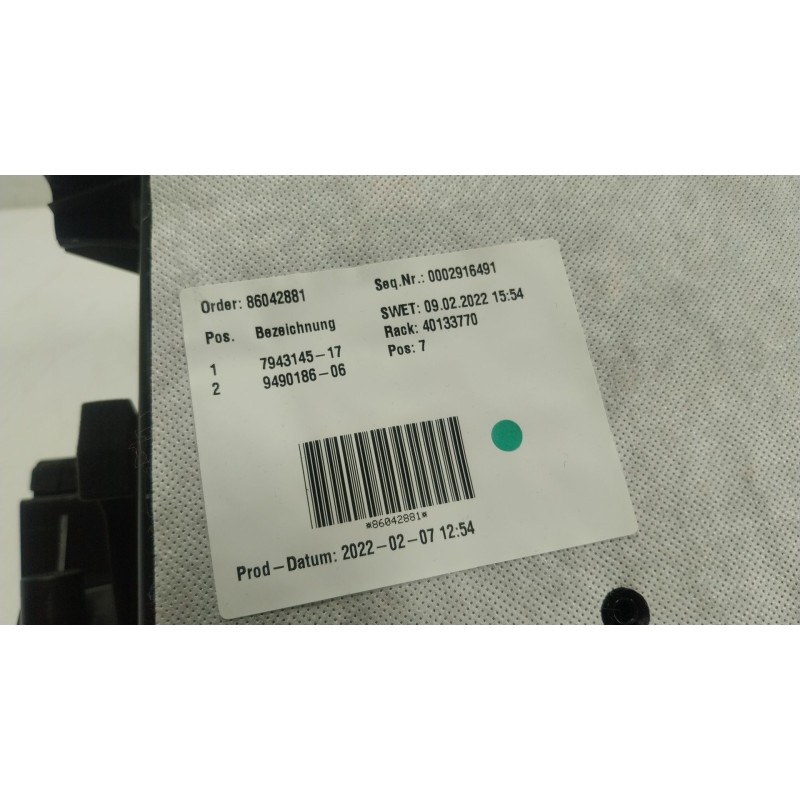 Order: 86042881
Seq.Nr.: 0002916491
Pos. Bezeichnung
SWET: 09.02.2022 15:54
1 7943145-17
Rack: 40133770
2 9490186-06
Pos: 7
*86042881*
Prod-Datum: 2022-02-07 12:54